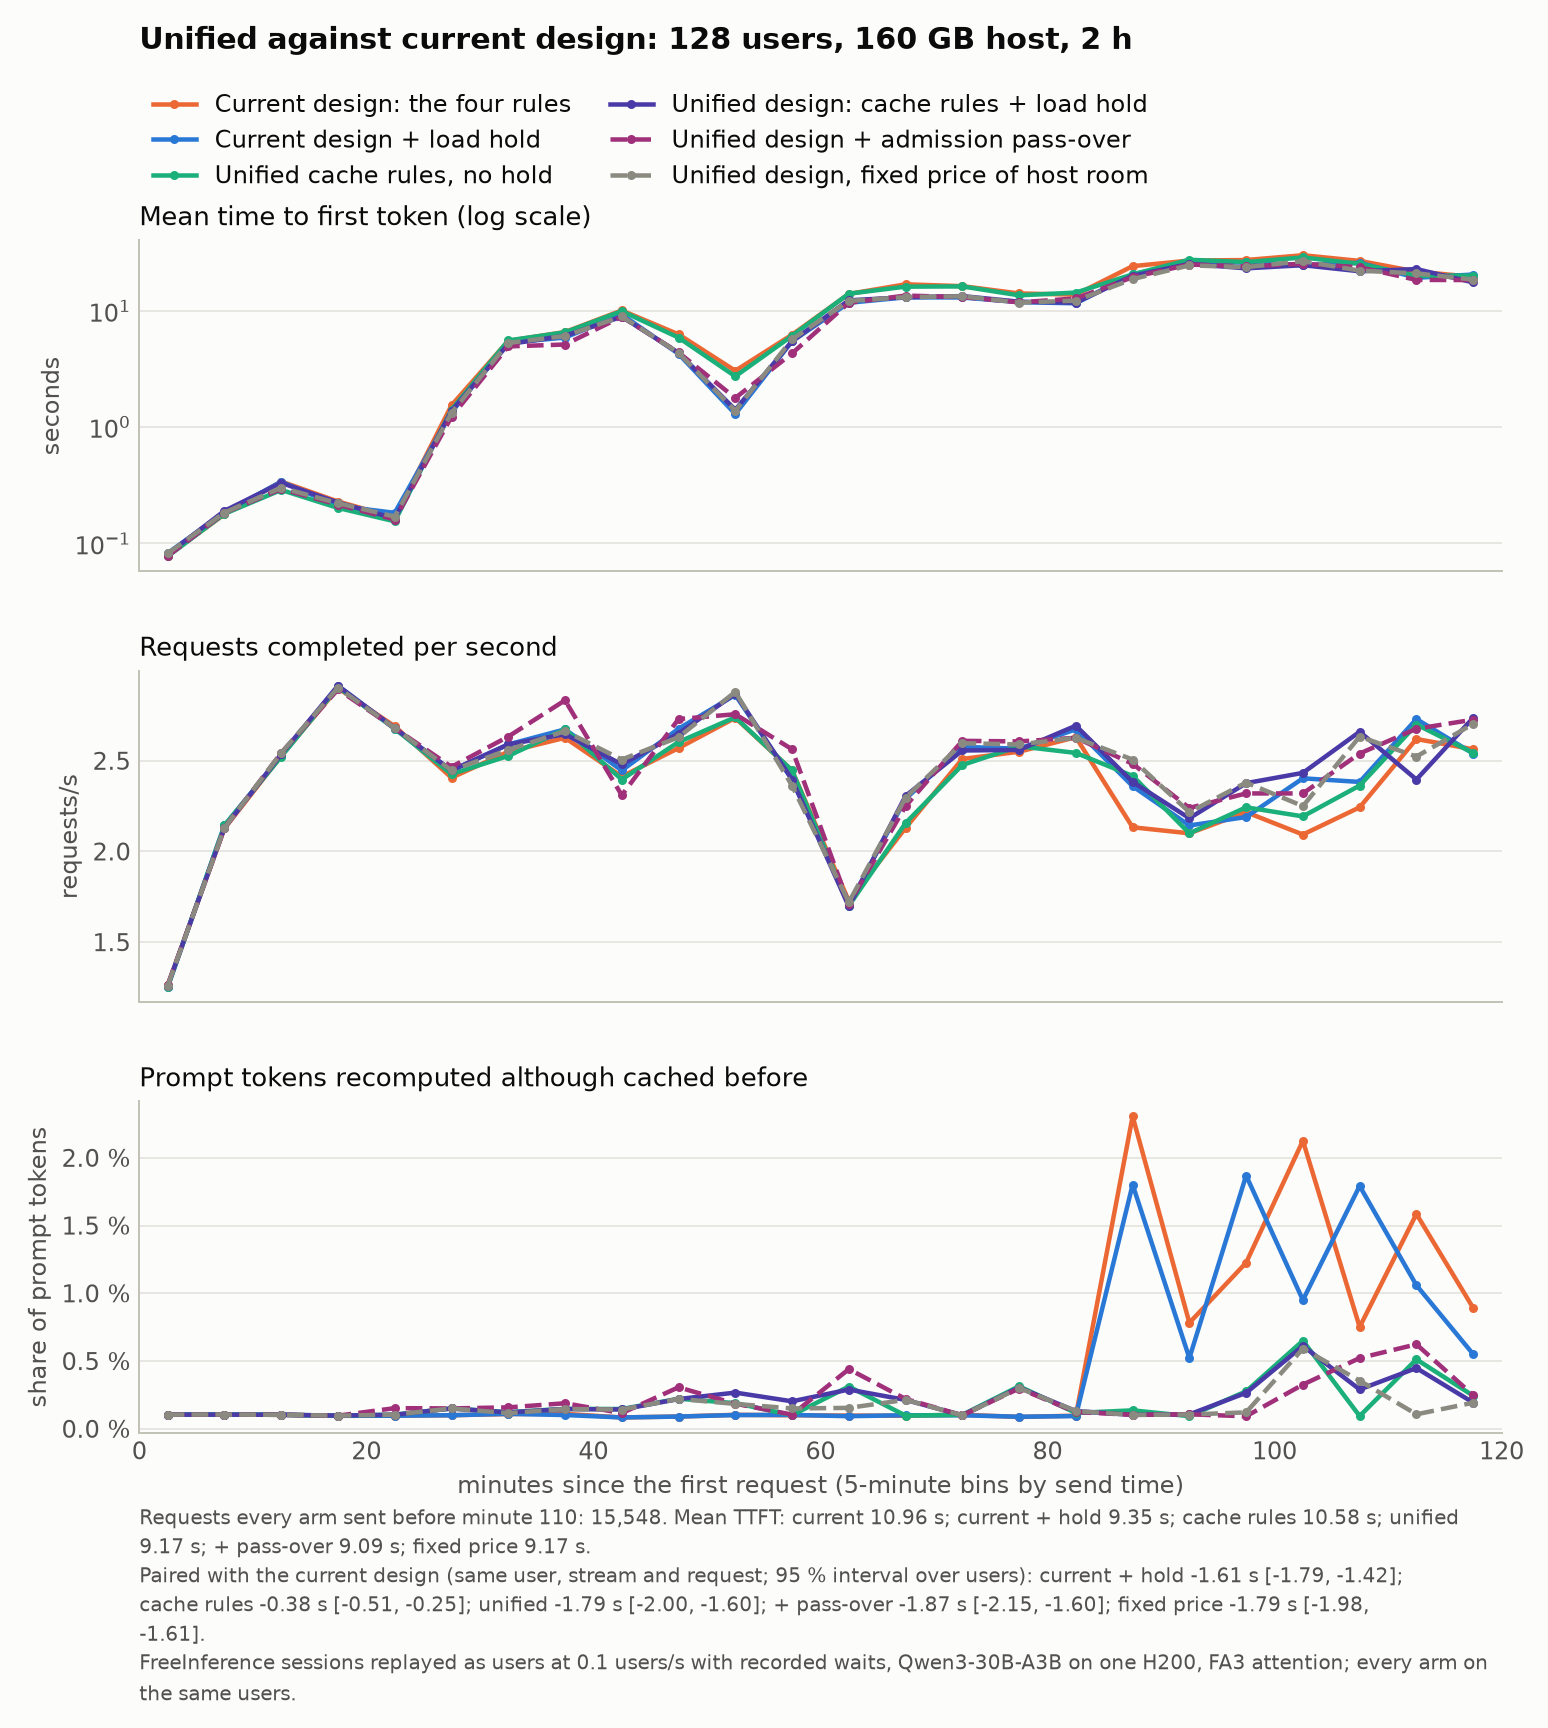 Unified against current design: 128 users, 160 GB host, 2 h
Current design: the four rules
Current design + load hold
Unified cache rules, no hold
Unified design: cache rules + load hold
Unified design + admission pass-over
Unified design, fixed price of host room
Mean time to first token (log scale)
seconds
10¹
10⁰
10⁻¹
Requests completed per second
requests/s
2.5
2.0
1.5
Prompt tokens recomputed although cached before
share of prompt tokens
2.0 %
1.5 %
1.0 %
0.5 %
0.0 %
0 20 40 60 80 100 120
minutes since the first request (5-minute bins by send time)
Requests every arm sent before minute 110: 15,548. Mean TTFT: current 10.96 s; current + hold 9.35 s; cache rules 10.58 s; unified
9.17 s; + pass-over 9.09 s; fixed price 9.17 s.
Paired with the current design (same user, stream and request; 95 % interval over users): current + hold -1.61 s [-1.79, -1.42];
cache rules -0.38 s [-0.51, -0.25]; unified -1.79 s [-2.00, -1.60]; + pass-over -1.87 s [-2.15, -1.60]; fixed price -1.79 s [-1.98,
-1.61].
FreeInference sessions replayed as users at 0.1 users/s with recorded waits, Qwen3-30B-A3B on one H200, FA3 attention; every arm on
the same users.